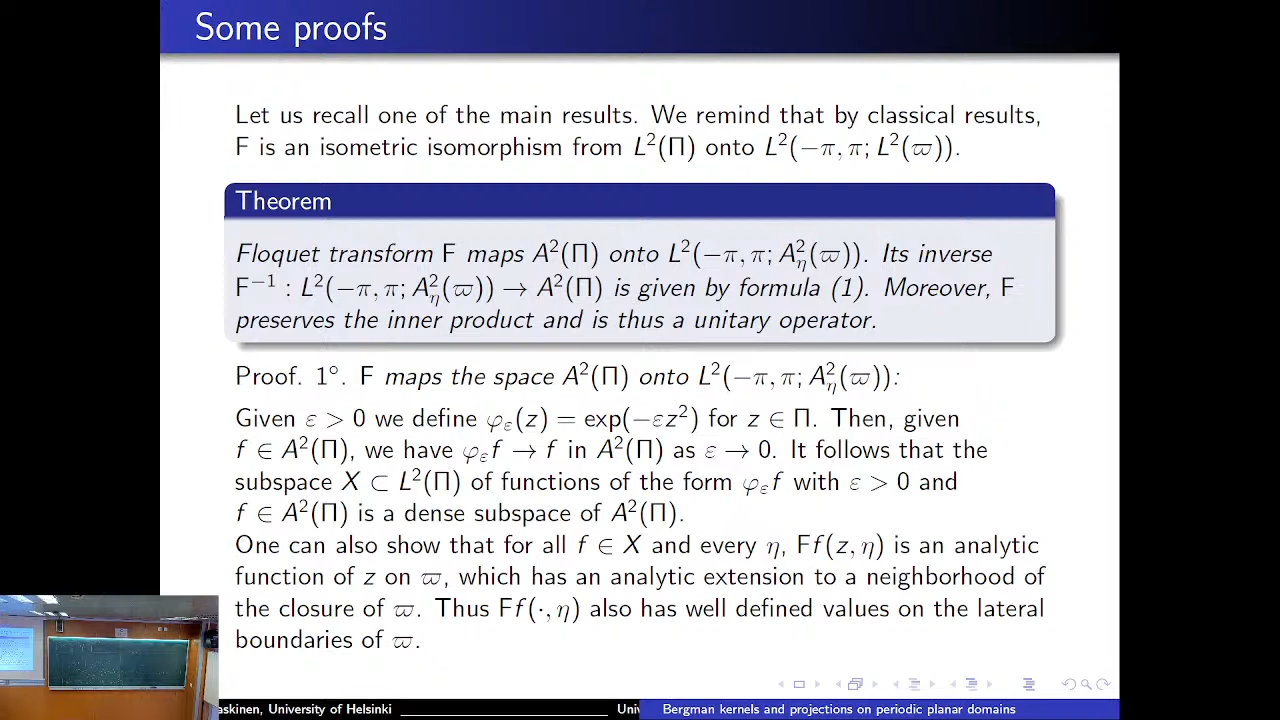 Some proofs
Let us recall one of the main results. We remind that by classical results,
F is an isometric isomorphism from L²(Π) onto L²(−π, π; L²(ϖ)).
Theorem
Floquet transform F maps A²(Π) onto L²(−π, π; A²_η(ϖ)). Its inverse
F⁻¹ : L²(−π, π; A²_η(ϖ)) → A²(Π) is given by formula (1). Moreover, F
preserves the inner product and is thus a unitary operator.
Proof. 1°. F maps the space A²(Π) onto L²(−π, π; A²_η(ϖ)):
Given ε > 0 we define φ_ε(z) = exp(−εz²) for z ∈ Π. Then, given
f ∈ A²(Π), we have φ_εf → f in A²(Π) as ε → 0. It follows that the
subspace X ⊂ L²(Π) of functions of the form φ_εf with ε > 0 and
f ∈ A²(Π) is a dense subspace of A²(Π).
One can also show that for all f ∈ X and every η, Ff(z, η) is an analytic
function of z on ϖ, which has an analytic extension to a neighborhood of
the closure of ϖ. Thus Ff(·, η) also has well defined values on the lateral
boundaries of ϖ.
askinen, University of Helsinki
Bergman kernels and projections on periodic planar domains